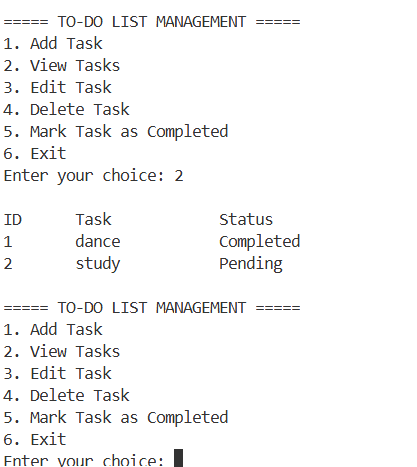 ===== TO-DO LIST MANAGEMENT =====
1. Add Task
2. View Tasks
3. Edit Task
4. Delete Task
5. Mark Task as Completed
6. Exit
Enter your choice: 2
ID Task Status
1 dance Completed
2 study Pending
===== TO-DO LIST MANAGEMENT =====
1. Add Task
2. View Tasks
3. Edit Task
4. Delete Task
5. Mark Task as Completed
6. Exit
Enter your choice: